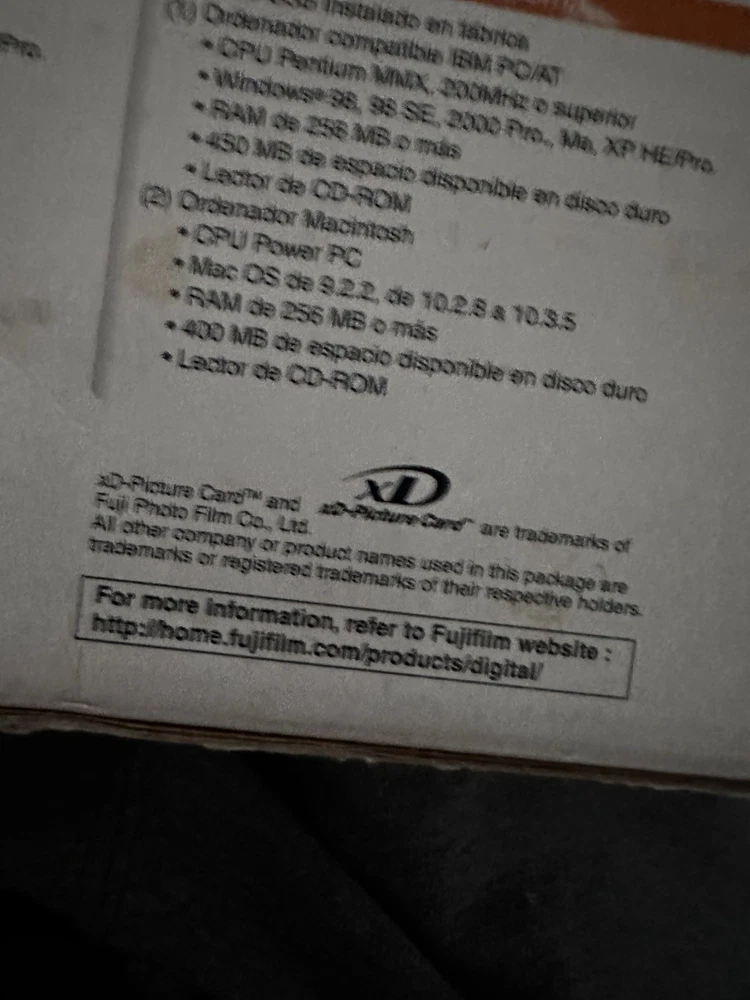 Instalado en fábrica
(1) Ordenador compatible IBM PC/AT
• CPU Pentium MMX, 200MHz o superior
• Windows® 98, 98 SE, 2000 Pro., Me, XP HE/Pro.
• RAM de 256 MB o más
• 450 MB de espacio disponible en disco duro
• Lector de CD-ROM
(2) Ordenador Macintosh
• CPU Power PC
• Mac OS de 9.2.2, de 10.2.8 a 10.3.5
• RAM de 256 MB o más
• 400 MB de espacio disponible en disco duro
• Lector de CD-ROM
/Pro.
xD
xD-Picture Card™ and xD-Picture Card™ are trademarks of
Fuji Photo Film Co., Ltd.
All other company or product names used in this package are
trademarks or registered trademarks of their respective holders.
For more information, refer to Fujifilm website :
http://home.fujifilm.com/products/digital/